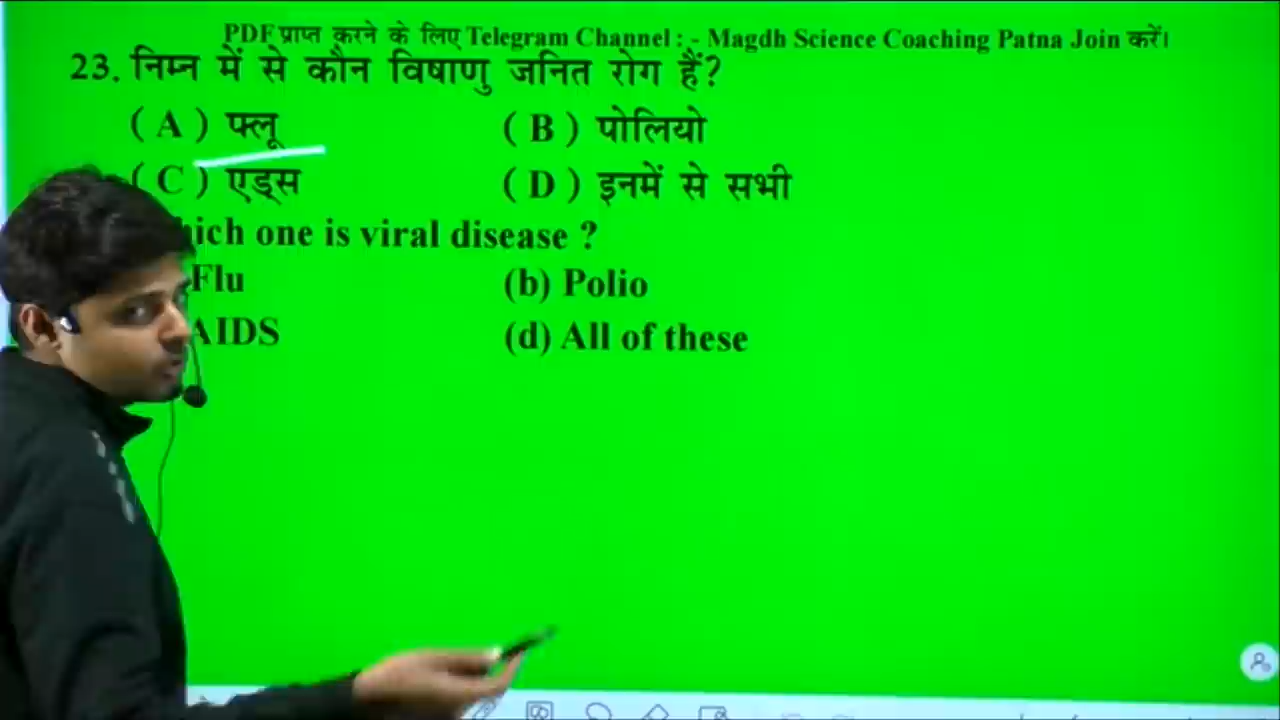 PDF प्राप्त करने के लिए Telegram Channel : - Magdh Science Coaching Patna Join करें।
23. निम्न में से कौन विषाणु जनित रोग हैं?
( A ) फ्लू ( B ) पोलियो
( C ) एड्स ( D ) इनमें से सभी
ich one is viral disease ?
Flu (b) Polio
AIDS (d) All of these